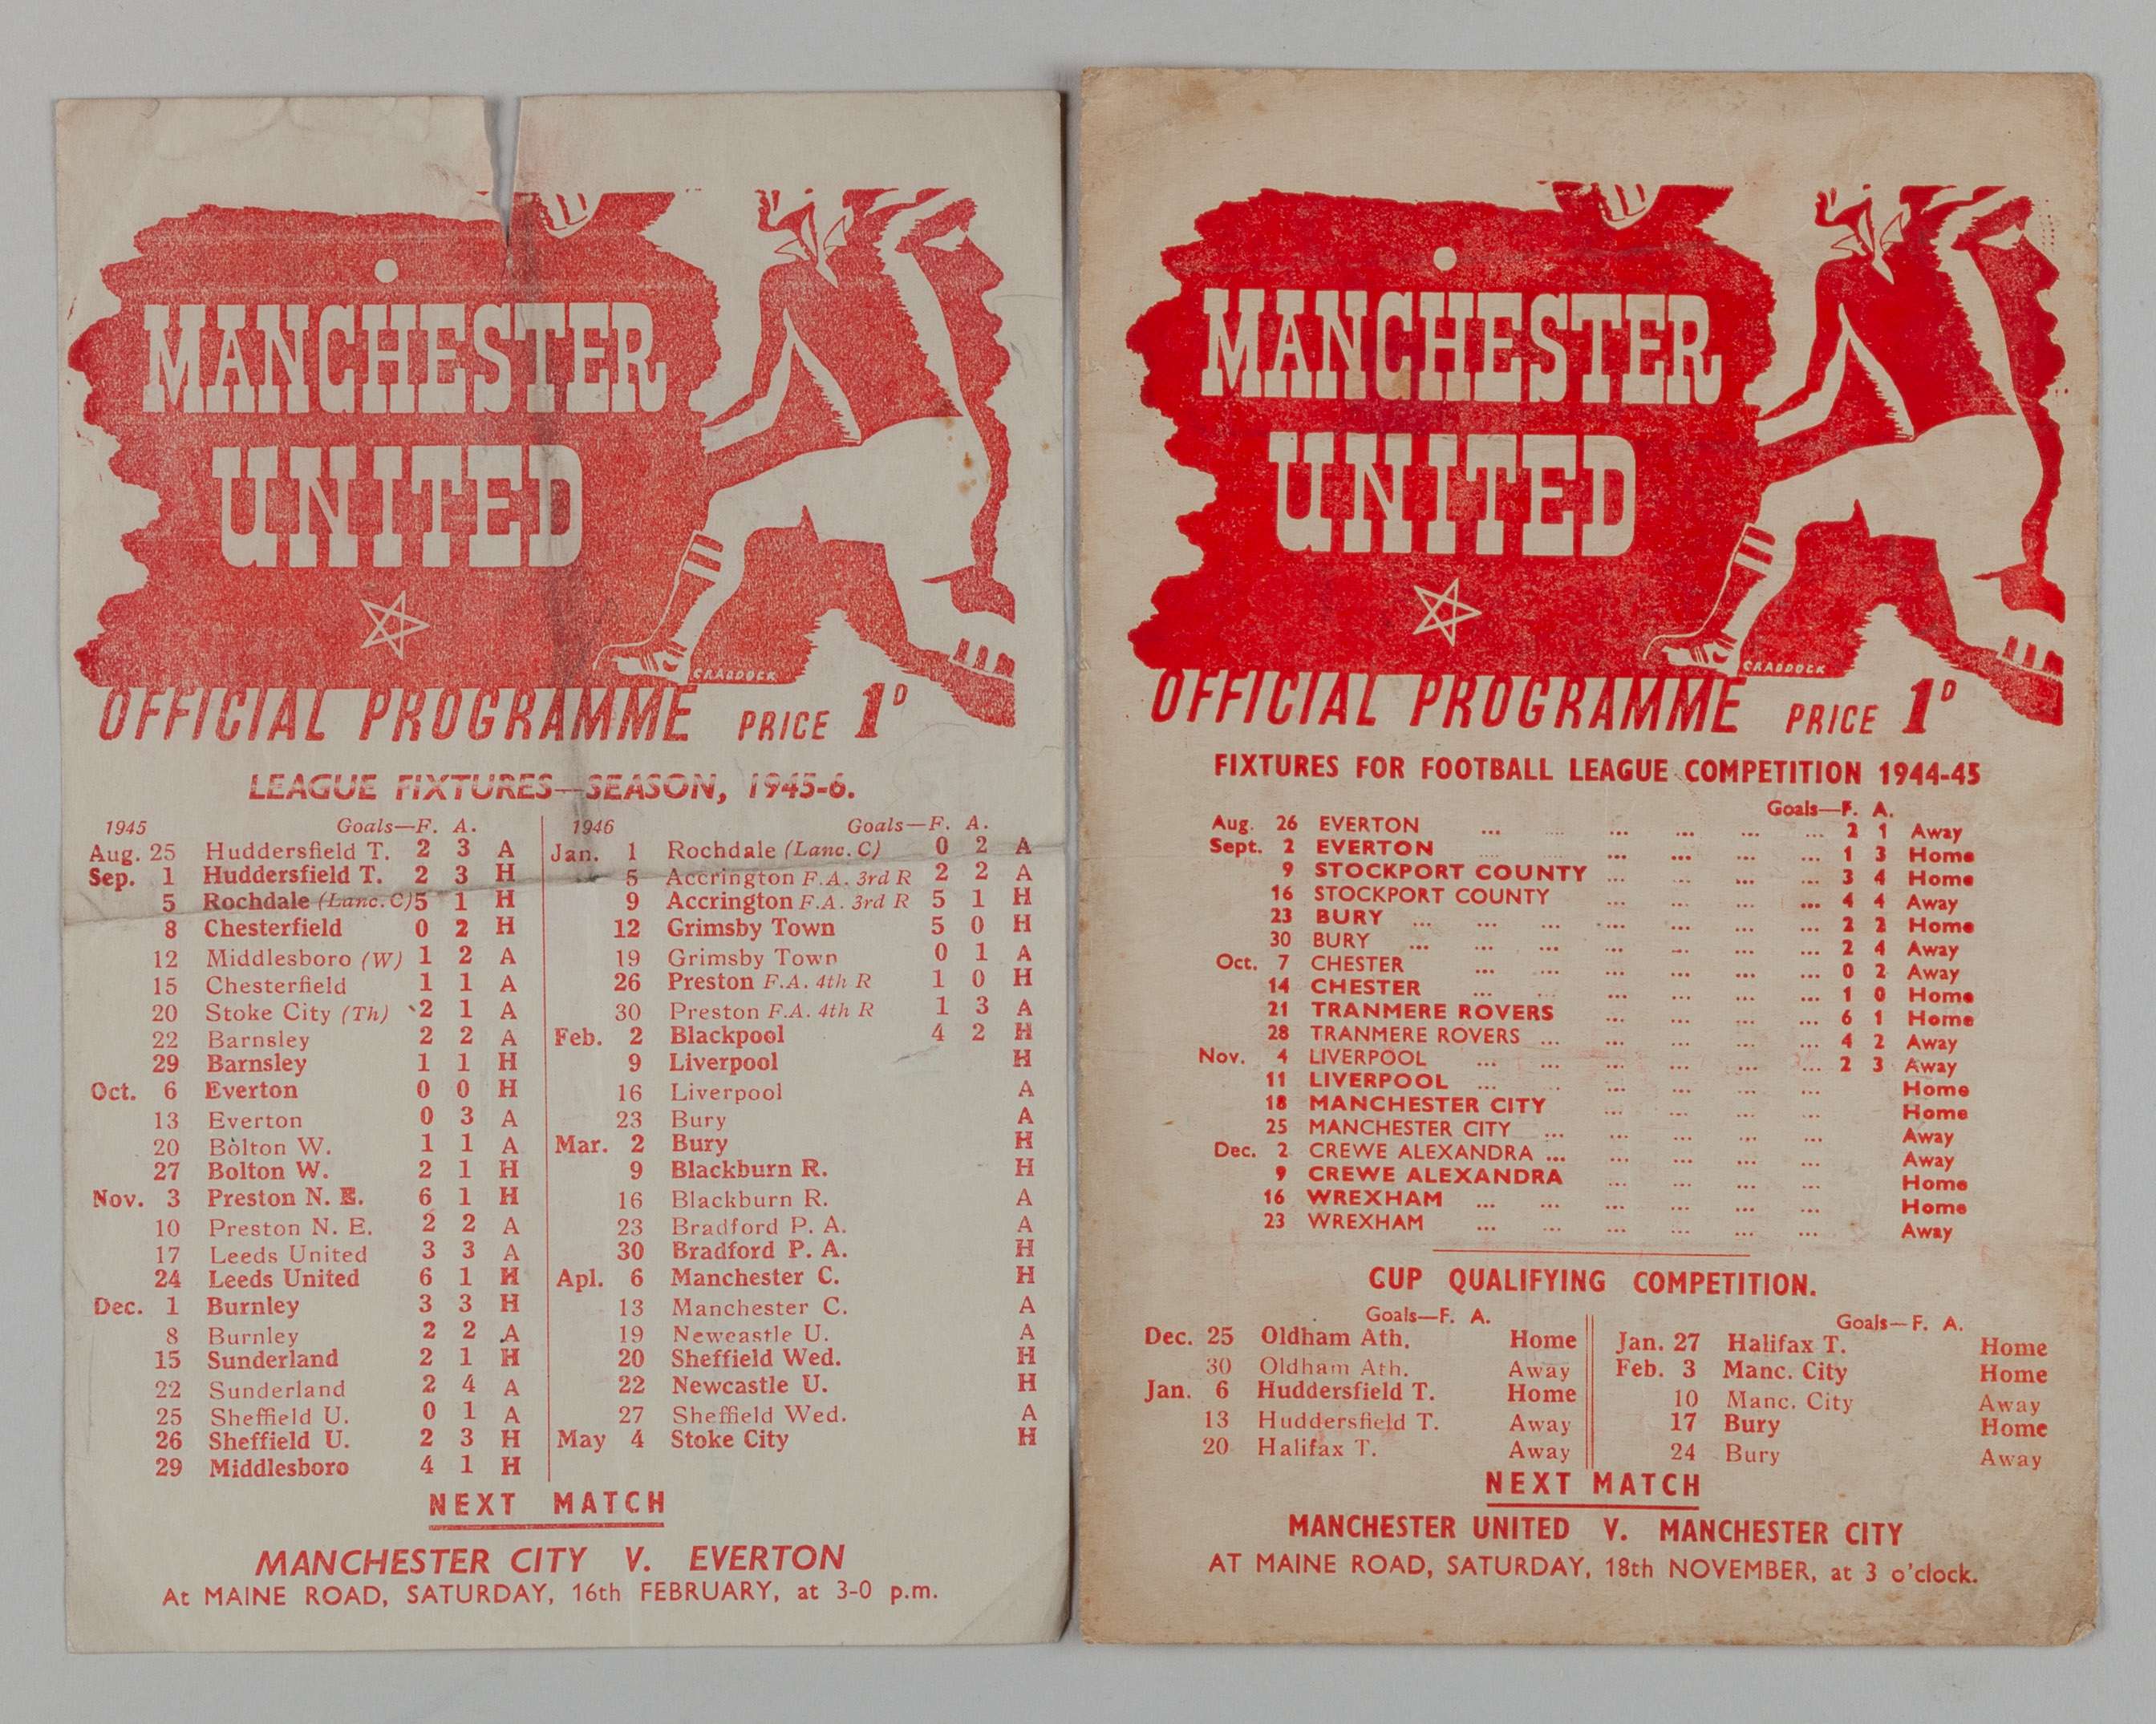 MANCHESTER
UNITED
CRADDOCK
OFFICIAL PROGRAMME PRICE 1D
LEAGUE FIXTURES—SEASON, 1945-6.
1945 Goals—F. A.
Aug. 25 Huddersfield T. 2 3 A
Sep. 1 Huddersfield T. 2 3 H
5 Rochdale (Lanc. C) 5 1 H
8 Chesterfield 0 2 H
12 Middlesboro (W) 1 2 A
15 Chesterfield 1 1 A
20 Stoke City (Th) 2 1 A
22 Barnsley 2 2 A
29 Barnsley 1 1 H
Oct. 6 Everton 0 0 H
13 Everton 0 3 A
20 Bolton W. 1 1 A
27 Bolton W. 2 1 H
Nov. 3 Preston N. E. 6 1 H
10 Preston N. E. 2 2 A
17 Leeds United 3 3 A
24 Leeds United 6 1 H
Dec. 1 Burnley 3 3 H
8 Burnley 2 2 A
15 Sunderland 2 1 H
22 Sunderland 2 4 A
25 Sheffield U. 0 1 A
26 Sheffield U. 2 3 H
29 Middlesboro 4 1 H
1946 Goals—F. A.
Jan. 1 Rochdale (Lanc. C) 0 2 A
5 Accrington F.A. 3rd R 2 2 A
9 Accrington F.A. 3rd R 5 1 H
12 Grimsby Town 5 0 H
19 Grimsby Town 0 1 A
26 Preston F.A. 4th R 1 0 H
30 Preston F.A. 4th R 1 3 A
Feb. 2 Blackpool 4 2 H
9 Liverpool H
16 Liverpool A
23 Bury A
Mar. 2 Bury H
9 Blackburn R. H
16 Blackburn R. A
23 Bradford P. A. A
30 Bradford P. A. H
Apl. 6 Manchester C. H
13 Manchester C. A
19 Newcastle U. A
20 Sheffield Wed. H
22 Newcastle U. H
27 Sheffield Wed. A
May 4 Stoke City H
NEXT MATCH
MANCHESTER CITY V. EVERTON
At MAINE ROAD, SATURDAY, 16th FEBRUARY, at 3-0 p.m.
MANCHESTER
UNITED
CRADDOCK
OFFICIAL PROGRAMME PRICE 1D
FIXTURES FOR FOOTBALL LEAGUE COMPETITION 1944-45
Goals—F. A.
Aug. 26 EVERTON ... ... ... ... ... ... 2 1 Away
Sept. 2 EVERTON ... ... ... ... ... ... 1 3 Home
9 STOCKPORT COUNTY ... ... ... ... 3 4 Home
16 STOCKPORT COUNTY ... ... ... ... 4 4 Away
23 BURY ... ... ... ... ... ... ... 2 2 Home
30 BURY ... ... ... ... ... ... ... 2 4 Away
Oct. 7 CHESTER ... ... ... ... ... ... 0 2 Away
14 CHESTER ... ... ... ... ... ... 1 0 Home
21 TRANMERE ROVERS ... ... ... ... 6 1 Home
28 TRANMERE ROVERS ... ... ... ... ... 4 2 Away
Nov. 4 LIVERPOOL ... ... ... ... ... ... 2 3 Away
11 LIVERPOOL ... ... ... ... ... Home
18 MANCHESTER CITY ... ... ... ... Home
25 MANCHESTER CITY ... ... ... ... ... Away
Dec. 2 CREWE ALEXANDRA ... ... ... ... ... Away
9 CREWE ALEXANDRA ... ... ... ... Home
16 WREXHAM ... ... ... ... ... ... Home
23 WREXHAM ... ... ... ... ... ... Away
CUP QUALIFYING COMPETITION.
Goals—F. A.
Dec. 25 Oldham Ath. Home
30 Oldham Ath. Away
Jan. 6 Huddersfield T. Home
13 Huddersfield T. Away
20 Halifax T. Away
Goals—F. A.
Jan. 27 Halifax T. Home
Feb. 3 Manc. City Home
10 Manc. City Away
17 Bury Home
24 Bury Away
NEXT MATCH
MANCHESTER UNITED V. MANCHESTER CITY
AT MAINE ROAD, SATURDAY, 18th NOVEMBER, at 3 o'clock.